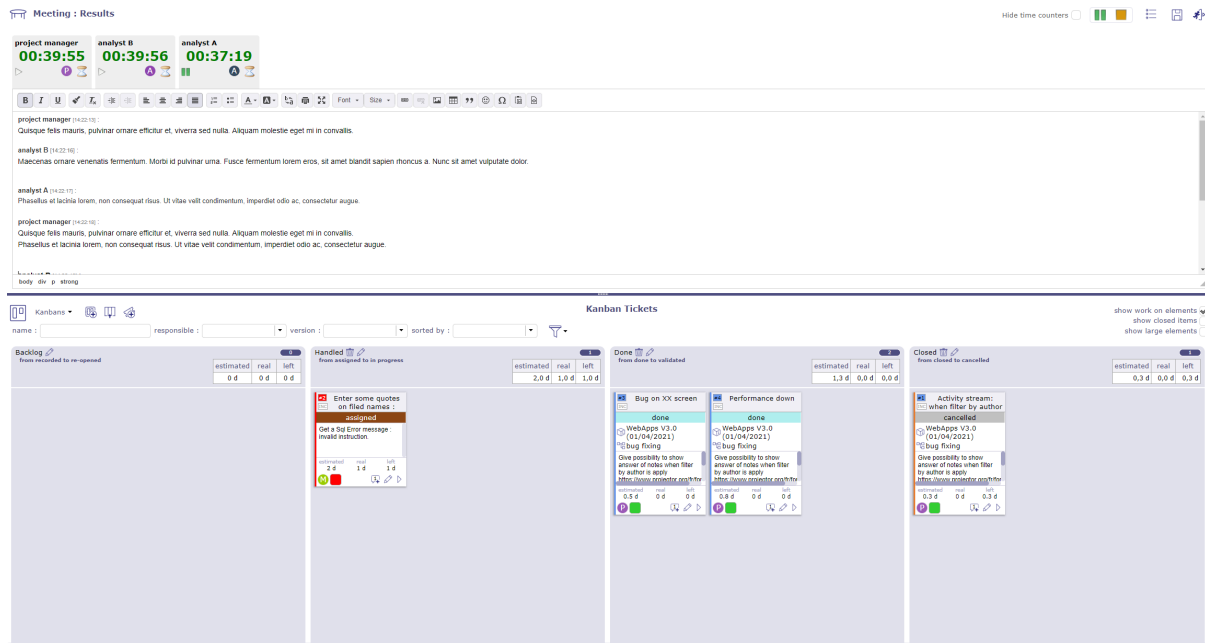 Meeting : Results
Hide time counters
project manager
00:39:55
P
analyst B
00:39:56
A
analyst A
00:37:19
A
Font
Size
project manager [14:22:13] :
Quisque felis mauris, pulvinar ornare efficitur et, viverra sed nulla. Aliquam molestie eget mi in convallis.
analyst B [14:22:16] :
Maecenas ornare venenatis fermentum. Morbi id pulvinar urna. Fusce fermentum lorem eros, sit amet blandit sapien rhoncus a. Nunc sit amet vulputate dolor.
analyst A [14:22:17] :
Phasellus et lacinia lorem, non consequat risus. Ut vitae velit condimentum, imperdiet odio ac, consectetur augue.
project manager [14:22:18] :
Quisque felis mauris, pulvinar ornare efficitur et, viverra sed nulla. Aliquam molestie eget mi in convallis.
Phasellus et lacinia lorem, non consequat risus. Ut vitae velit condimentum, imperdiet odio ac, consectetur augue.
body div p strong
Kanbans
Kanban Tickets
show work on elements
show closed items
show large elements
name :
responsible :
version :
sorted by :
Backlog
from recorded to re-opened
0
estimated real left
0 d 0 d 0 d
Handled
from assigned to in progress
1
estimated real left
2,0 d 1,0 d 1,0 d
#2 Enter some quotes on filed names :
assigned
Get a Sql Error message :
invalid instruction.
estimated real left
2 d 1 d 1 d
M
Done
from done to validated
2
estimated real left
1,3 d 0,0 d 0,0 d
#3 Bug on XX screen
done
WebApps V3.0
(01/04/2021)
bug fixing
Give possibility to show
answer of notes when filter
by author is apply
estimated real left
0.5 d 0 d 0 d
P
#4 Performance down
done
WebApps V3.0
(01/04/2021)
bug fixing
Give possibility to show
answer of notes when filter
by author is apply
estimated real left
0.8 d 0 d 0 d
P
Closed
from closed to cancelled
1
estimated real left
0,3 d 0,0 d 0,3 d
#1 Activity stream:
when filter by author
cancelled
WebApps V3.0
(01/04/2021)
bug fixing
Give possibility to show
answer of notes when filter
by author is apply
estimated real left
0.3 d 0 d 0.3 d
P